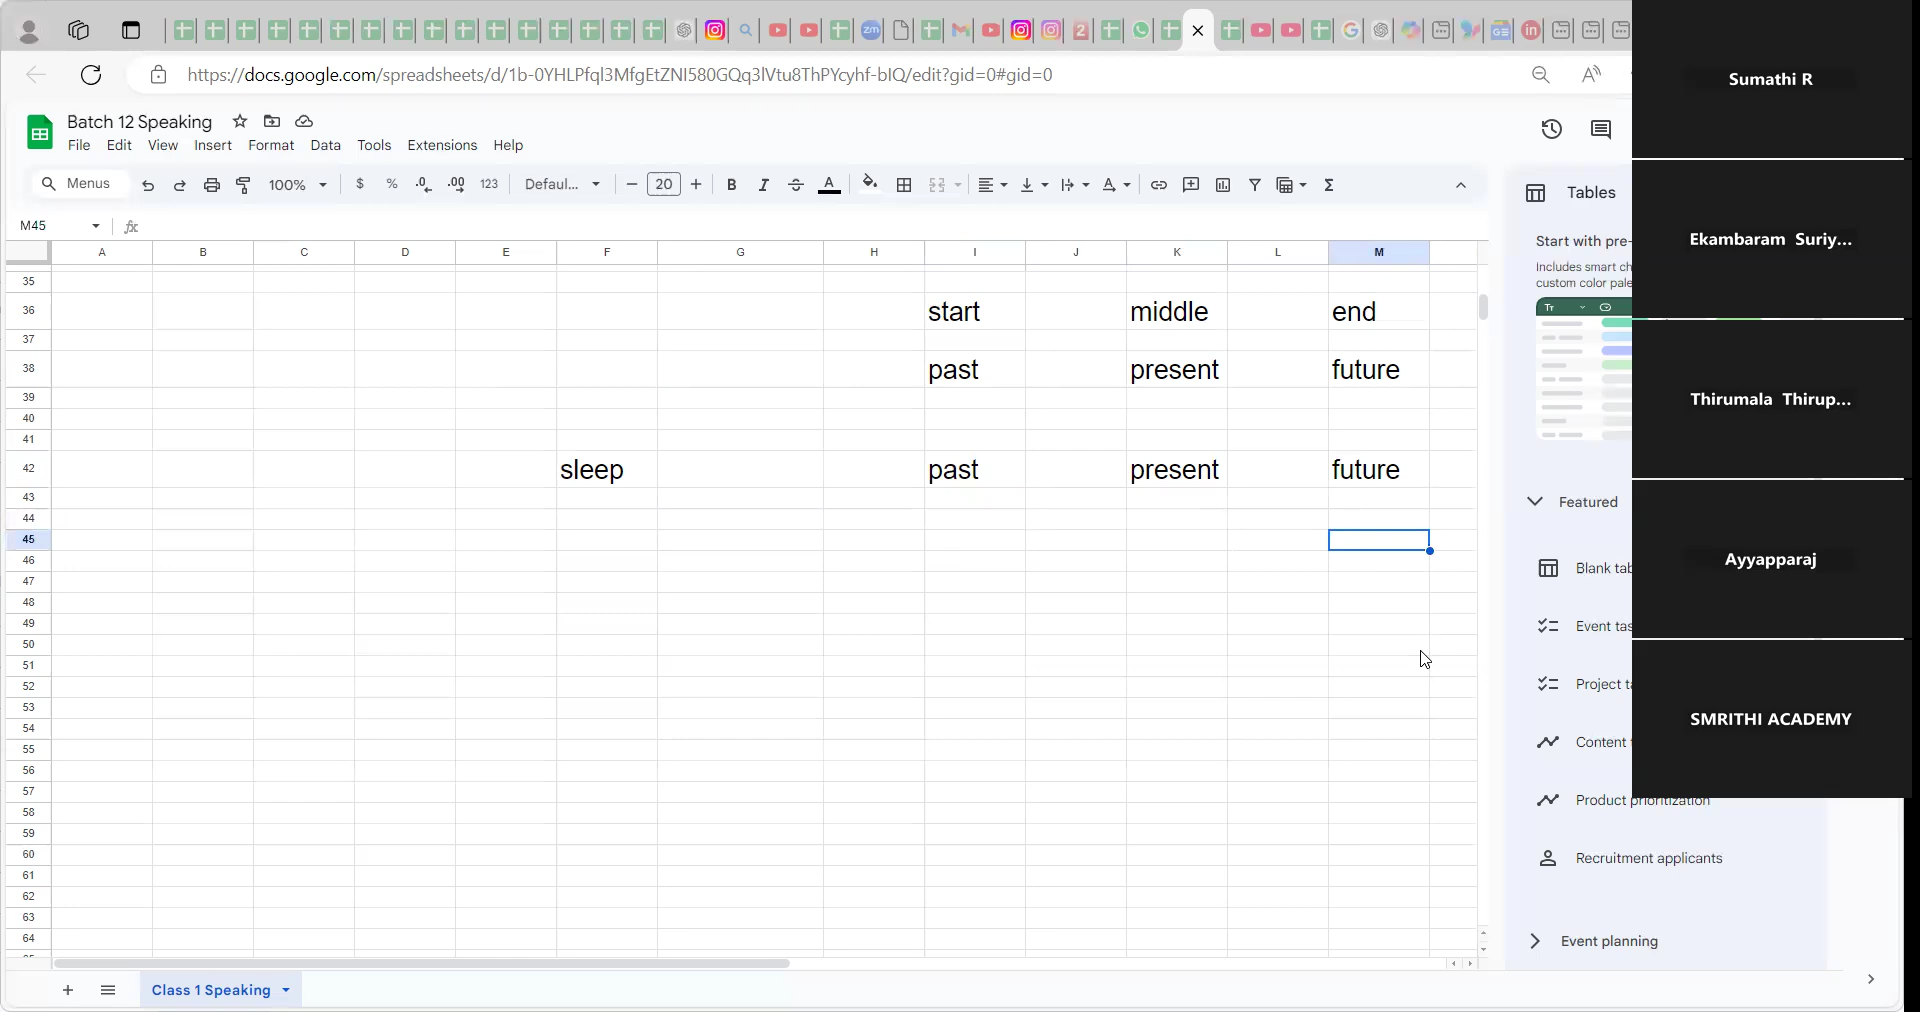 https://docs.google.com/spreadsheets/d/1b-0YHLPfql3MfgEtZNI580GQq3lVtu8ThPYcyhf-bIQ/edit?gid=0#gid=0
Batch 12 Speaking
File Edit View Insert Format Data Tools Extensions Help
Menus 100% $ % .0 .00 123 Defaul... 20 B I A
M45 fx
A B C D E F G H I J K L M
35
36 start middle end
37
38 past present future
39
40
41
42 sleep past present future
43
44
45
46
47
48
49
50
51
52
53
54
55
56
57
58
59
60
61
62
63
64
Class 1 Speaking
Tables
Start with pre-
Includes smart ch
custom color pale
Featured
Blank tab
Event tas
Project ta
Content
Product prioritization
Recruitment applicants
Event planning
Sumathi R
Ekambaram Suriy...
Thirumala Thirup...
Ayyapparaj
SMRITHI ACADEMY